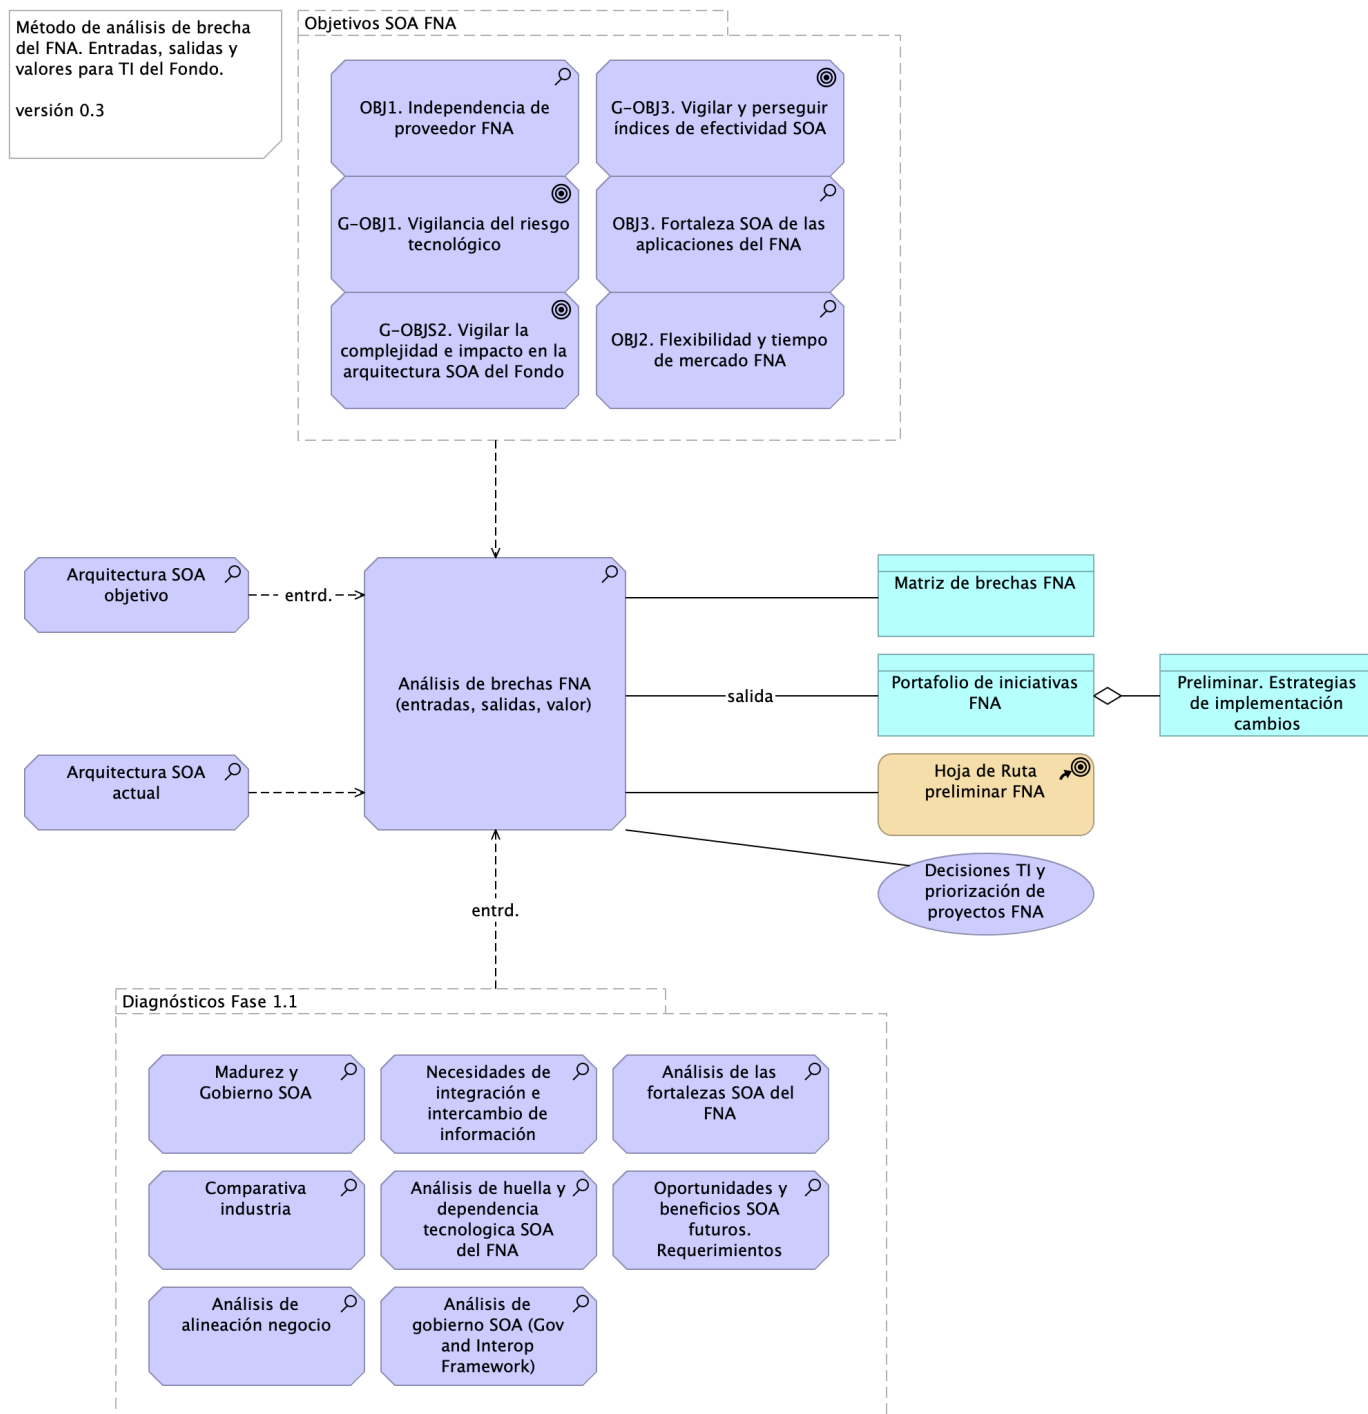 Método de análisis de brecha
del FNA. Entradas, salidas y
valores para TI del Fondo.
versión 0.3
Objetivos SOA FNA
OBJ1. Independencia de
proveedor FNA
G-OBJ3. Vigilar y perseguir
índices de efectividad SOA
G-OBJ1. Vigilancia del riesgo
tecnológico
OBJ3. Fortaleza SOA de las
aplicaciones del FNA
G-OBJS2. Vigilar la
complejidad e impacto en la
arquitectura SOA del Fondo
OBJ2. Flexibilidad y tiempo
de mercado FNA
Arquitectura SOA
objetivo
entrd.
Arquitectura SOA
actual
Análisis de brechas FNA
(entradas, salidas, valor)
Matriz de brechas FNA
salida
Portafolio de iniciativas
FNA
Preliminar. Estrategias
de implementación
cambios
Hoja de Ruta
preliminar FNA
Decisiones TI y
priorización de
proyectos FNA
entrd.
Diagnósticos Fase 1.1
Madurez y
Gobierno SOA
Necesidades de
integración e
intercambio de
información
Análisis de las
fortalezas SOA del
FNA
Comparativa
industria
Análisis de huella y
dependencia
tecnologica SOA
del FNA
Oportunidades y
beneficios SOA
futuros.
Requerimientos
Análisis de
alineación negocio
Análisis de
gobierno SOA (Gov
and Interop
Framework)